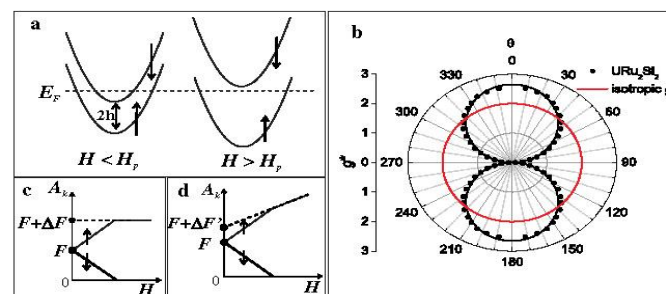 a
E_F
2h
H < H_p
H > H_p
b
θ
0
30
60
90
120
150
180
210
240
270
300
330
3
2
1
0
1
2
3
g*
URu2Si2
isotropic g
c
A_k
F+ΔF
F
0
H
d
A_k
F+ΔF'
F
0
H